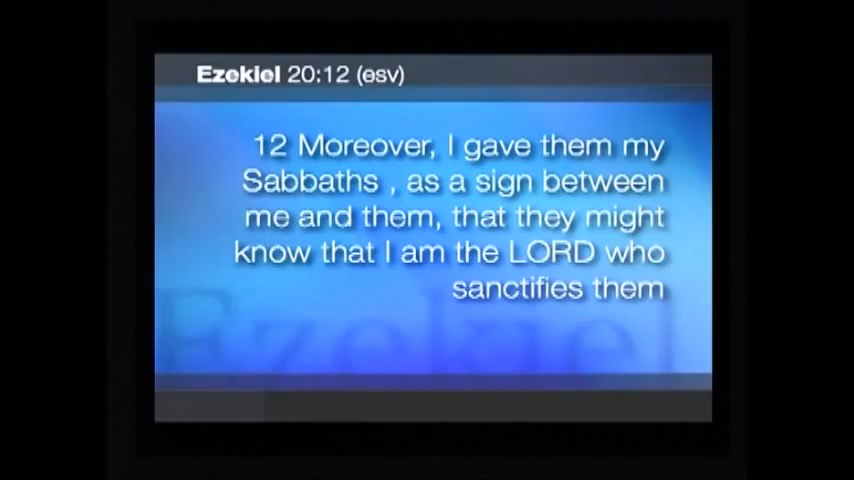 Ezekiel 20:12 (esv)
12 Moreover, I gave them my
Sabbaths , as a sign between
me and them, that they might
know that I am the LORD who
sanctifies them
Ezekiel